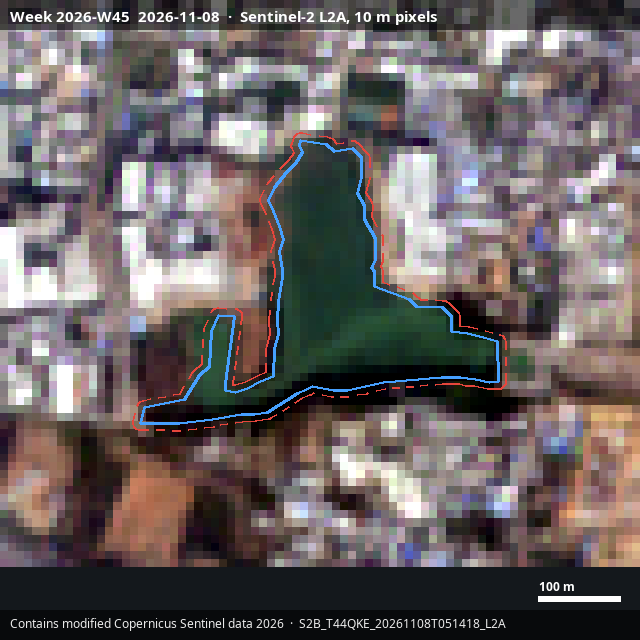 Week 2026-W45  2026-11-08  ·  Sentinel-2 L2A, 10 m pixels
100 m
Contains modified Copernicus Sentinel data 2026  ·  S2B_T44QKE_20261108T051418_L2A